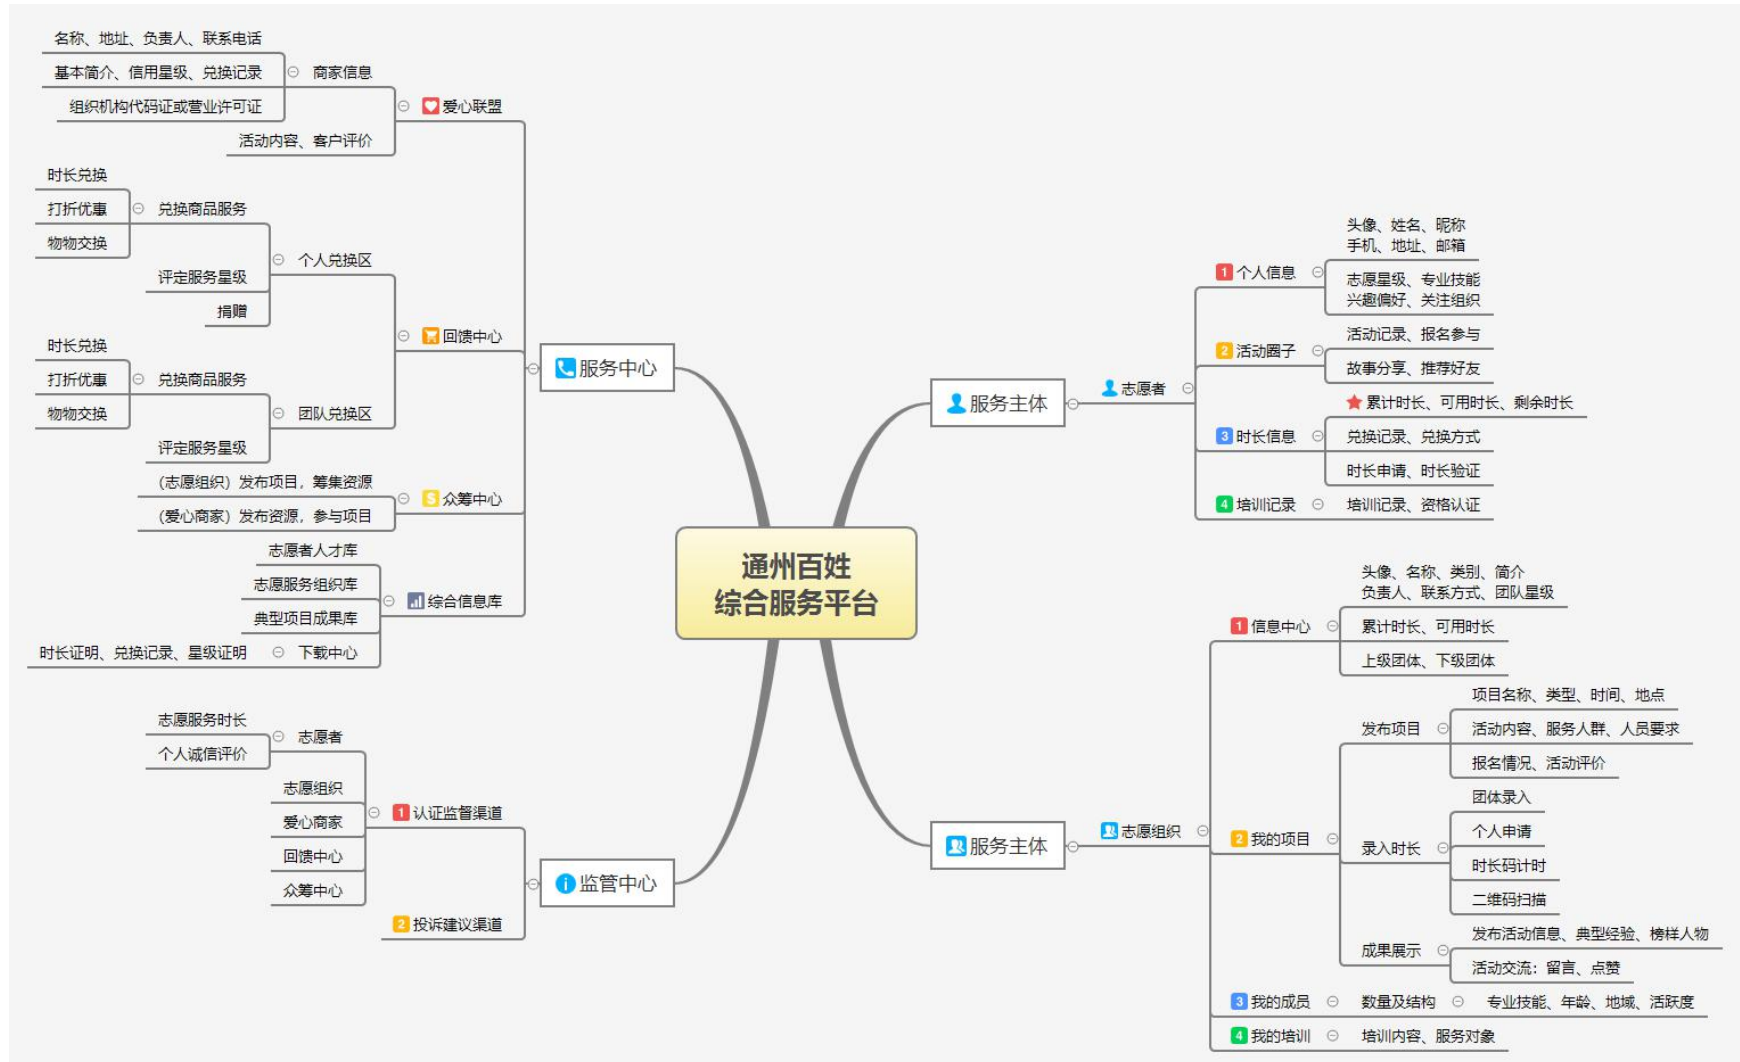 通州百姓
综合服务平台
服务中心
爱心联盟
商家信息
名称、地址、负责人、联系电话
基本简介、信用星级、兑换记录
组织机构代码证或营业许可证
活动内容、客户评价
回馈中心
个人兑换区
兑换商品服务
时长兑换
打折优惠
物物交换
评定服务星级
捐赠
团队兑换区
兑换商品服务
时长兑换
打折优惠
物物交换
评定服务星级
众筹中心
（志愿组织）发布项目，筹集资源
（爱心商家）发布资源，参与项目
综合信息库
志愿者人才库
志愿服务组织库
典型项目成果库
下载中心
时长证明、兑换记录、星级证明
监管中心
1 认证监督渠道
志愿者
志愿服务时长
个人诚信评价
志愿组织
爱心商家
回馈中心
众筹中心
2 投诉建议渠道
服务主体
志愿者
1 个人信息
头像、姓名、昵称
手机、地址、邮箱
志愿星级、专业技能
兴趣偏好、关注组织
2 活动圈子
活动记录、报名参与
故事分享、推荐好友
3 时长信息
累计时长、可用时长、剩余时长
兑换记录、兑换方式
时长申请、时长验证
4 培训记录
培训记录、资格认证
服务主体
志愿组织
1 信息中心
头像、名称、类别、简介
负责人、联系方式、团队星级
累计时长、可用时长
上级团体、下级团体
2 我的项目
发布项目
项目名称、类型、时间、地点
活动内容、服务人群、人员要求
报名情况、活动评价
录入时长
团体录入
个人申请
时长码计时
二维码扫描
成果展示
发布活动信息、典型经验、榜样人物
活动交流：留言、点赞
3 我的成员
数量及结构
专业技能、年龄、地域、活跃度
4 我的培训
培训内容、服务对象